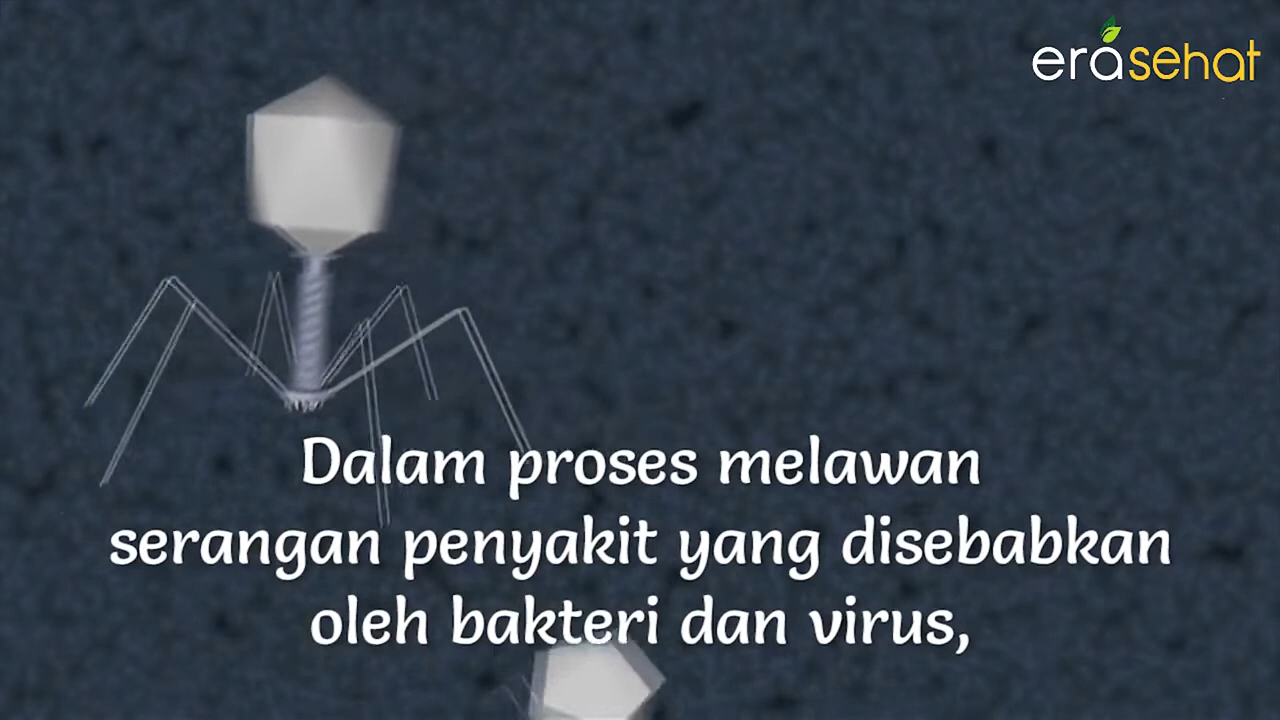 erasehat
Dalam proses melawan
serangan penyakit yang disebabkan
oleh bakteri dan virus,